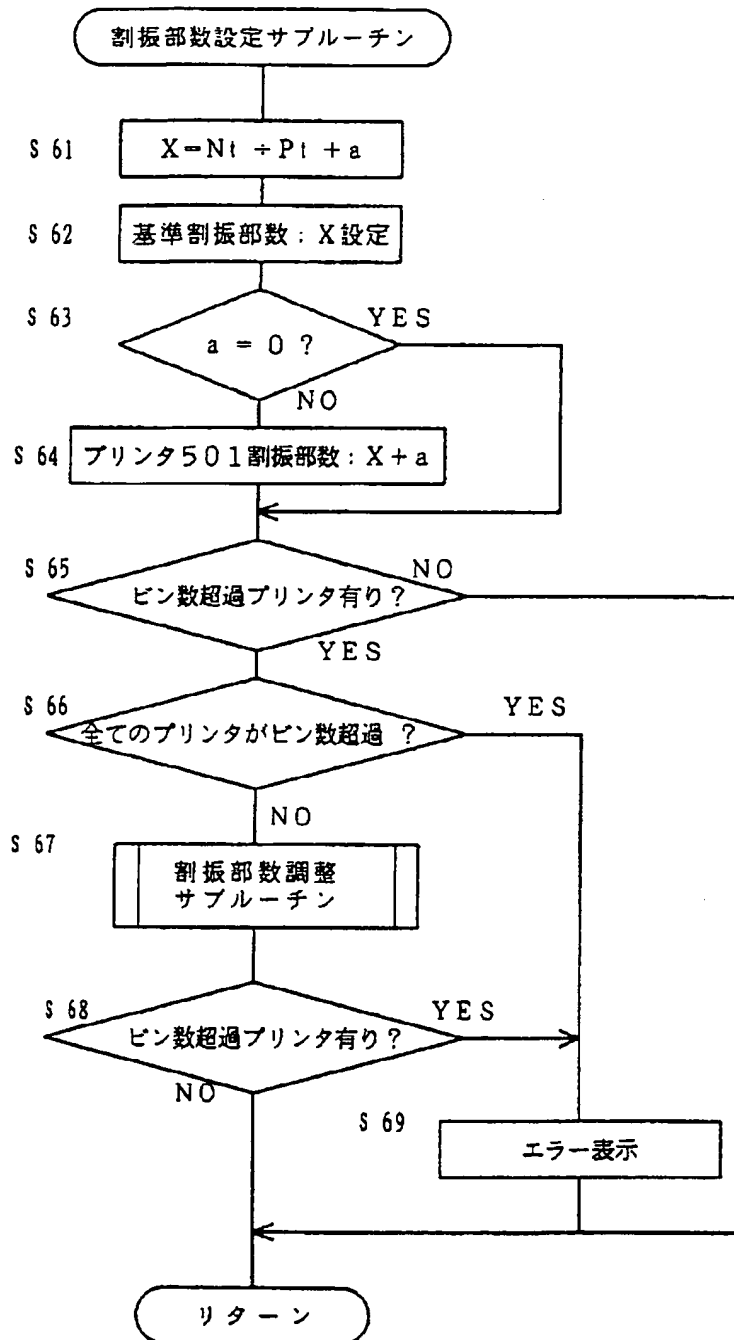 割振部数設定サブルーチン
S 61
X=Nt÷Pt+a
S 62
基準割振部数:X設定
S 63
YES
a = 0 ?
NO
S 64
プリンタ501割振部数:X+a
S 65
NO
ビン数超過プリンタ有り?
YES
S 66
YES
全てのプリンタがビン数超過 ?
NO
S 67
割振部数調整
サブルーチン
S 68
YES
ビン数超過プリンタ有り?
NO
S 69
エラー表示
リターン